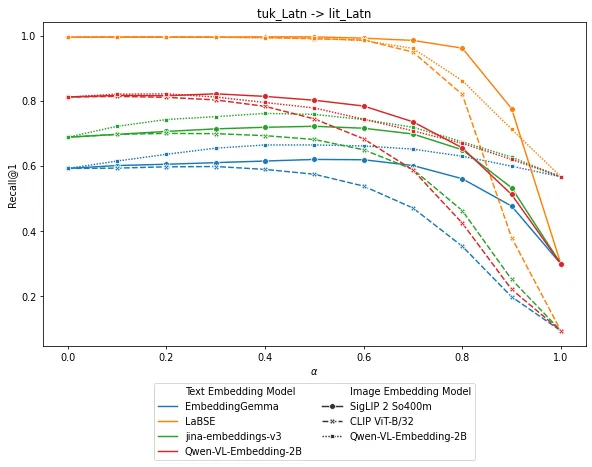 tuk_Latn -> lit_Latn
Recall@1
1.0
0.8
0.6
0.4
0.2
0.0 0.2 0.4 0.6 0.8 1.0
α
Text Embedding Model Image Embedding Model
EmbeddingGemma SigLIP 2 So400m
LaBSE CLIP ViT-B/32
jina-embeddings-v3 Qwen-VL-Embedding-2B
Qwen-VL-Embedding-2B